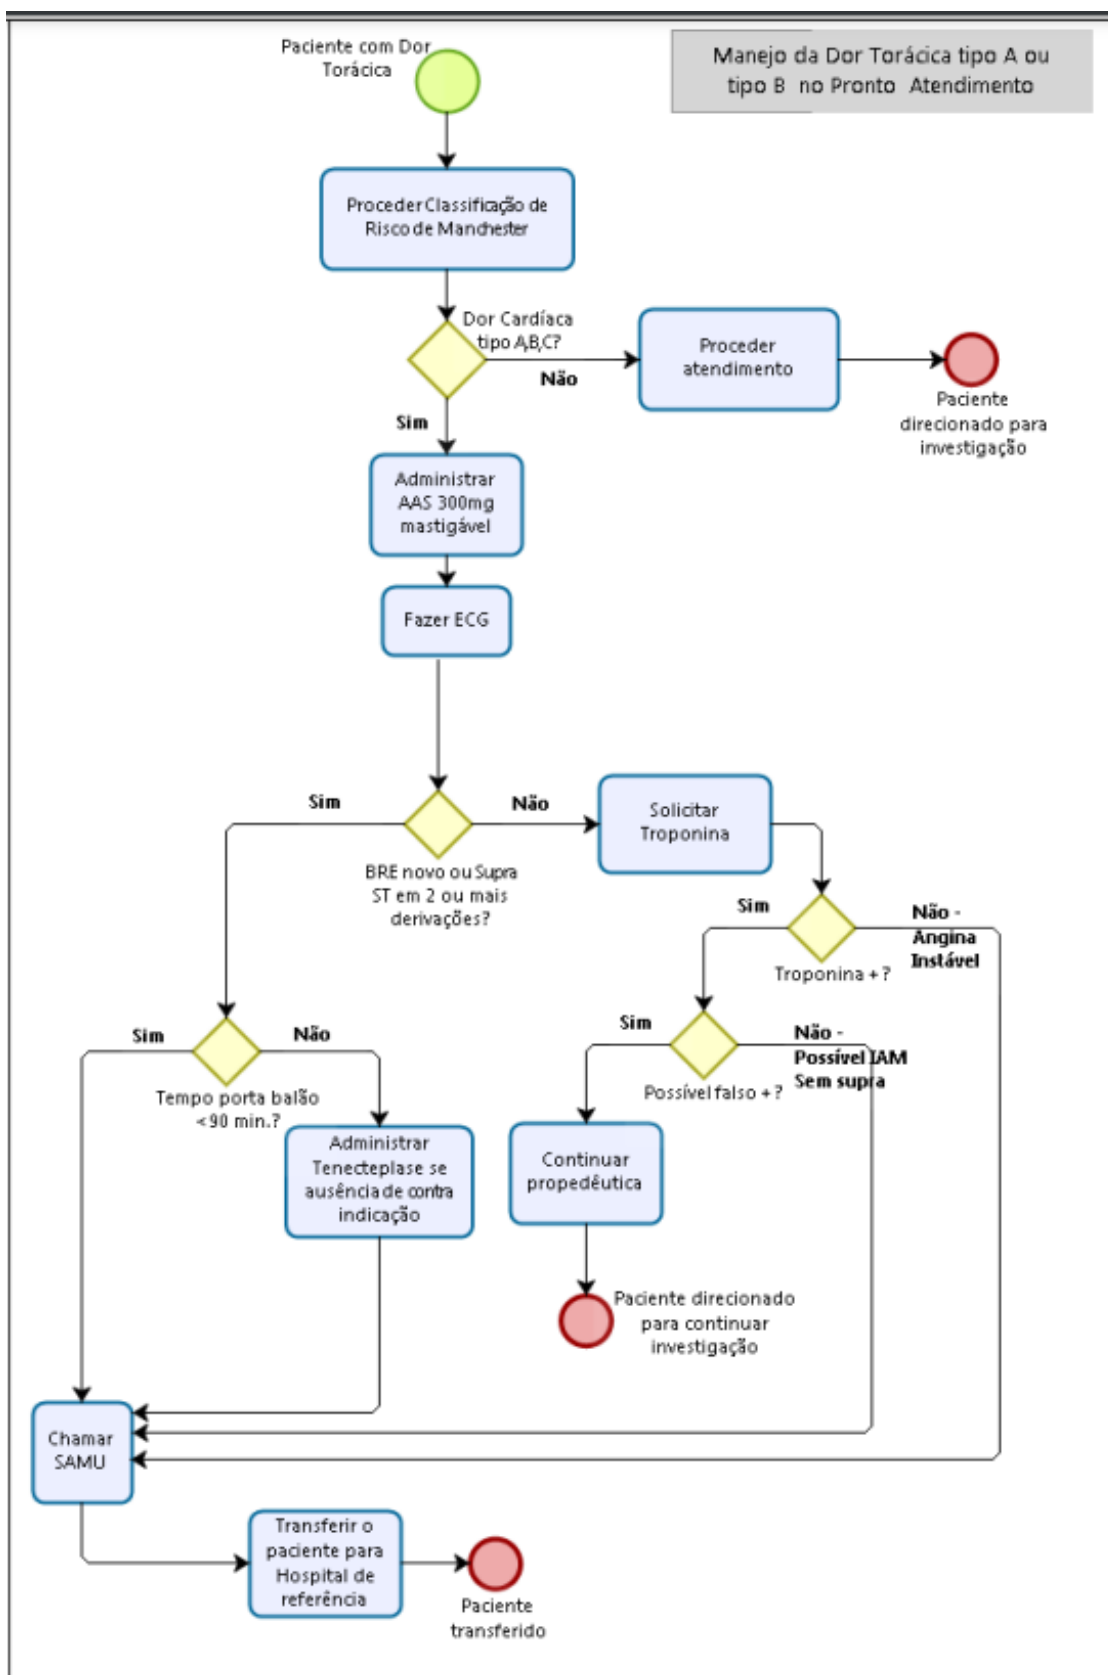 Paciente com Dor
Torácica
Manejo da Dor Torácica tipo A ou
tipo B no Pronto Atendimento
Proceder Classificação de
Risco de Manchester
Dor Cardíaca
tipo A,B,C?
Não
Proceder
atendimento
Paciente
direcionado para
investigação
Sim
Administrar
AAS 300mg
mastigável
Fazer ECG
Sim
Não
BRE novo ou Supra
ST em 2 ou mais
derivações?
Solicitar
Troponina
Sim
Não -
Angina
Instável
Troponina + ?
Sim
Não
Tempo porta balão
<90 min.?
Sim
Não -
Possível IAM
Sem supra
Possível falso + ?
Administrar
Tenecteplase se
ausência de contra
indicação
Continuar
propedêutica
Paciente direcionado
para continuar
investigação
Chamar
SAMU
Transferir o
paciente para
Hospital de
referência
Paciente
transferido